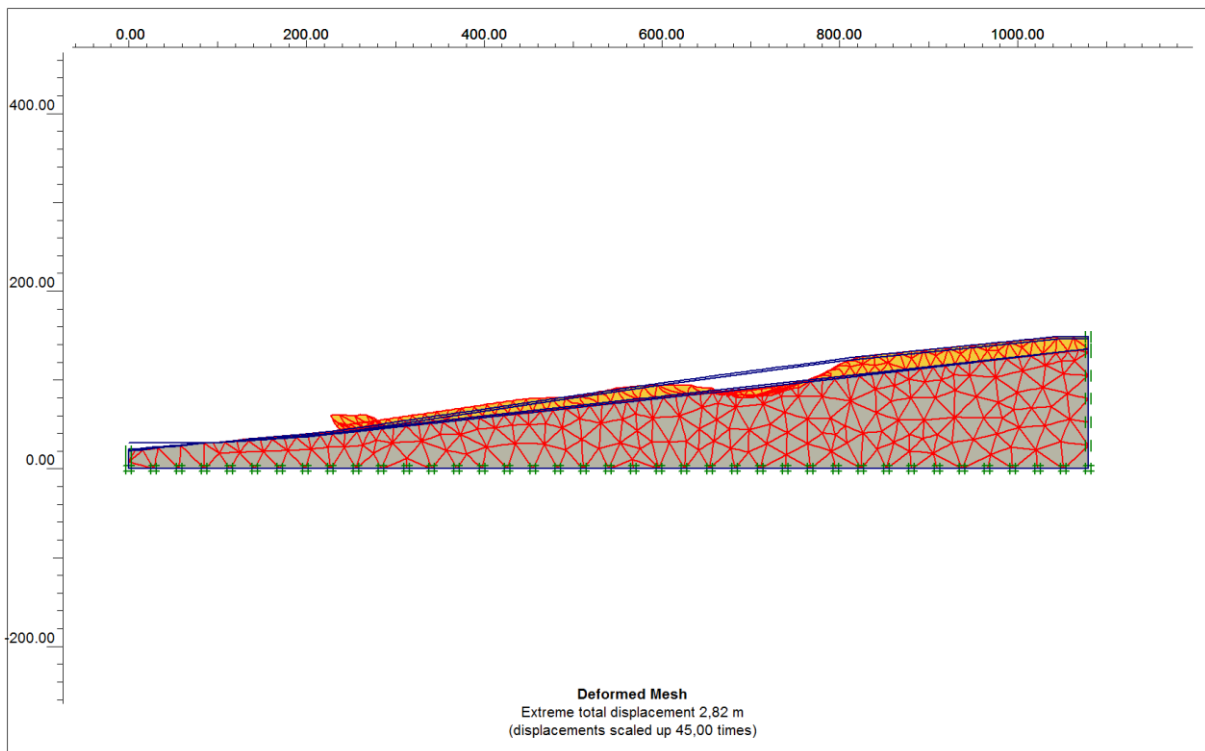 0.00 200.00 400.00 600.00 800.00 1000.00
400.00
200.00
0.00
-200.00
Deformed Mesh
Extreme total displacement 2,82 m
(displacements scaled up 45,00 times)